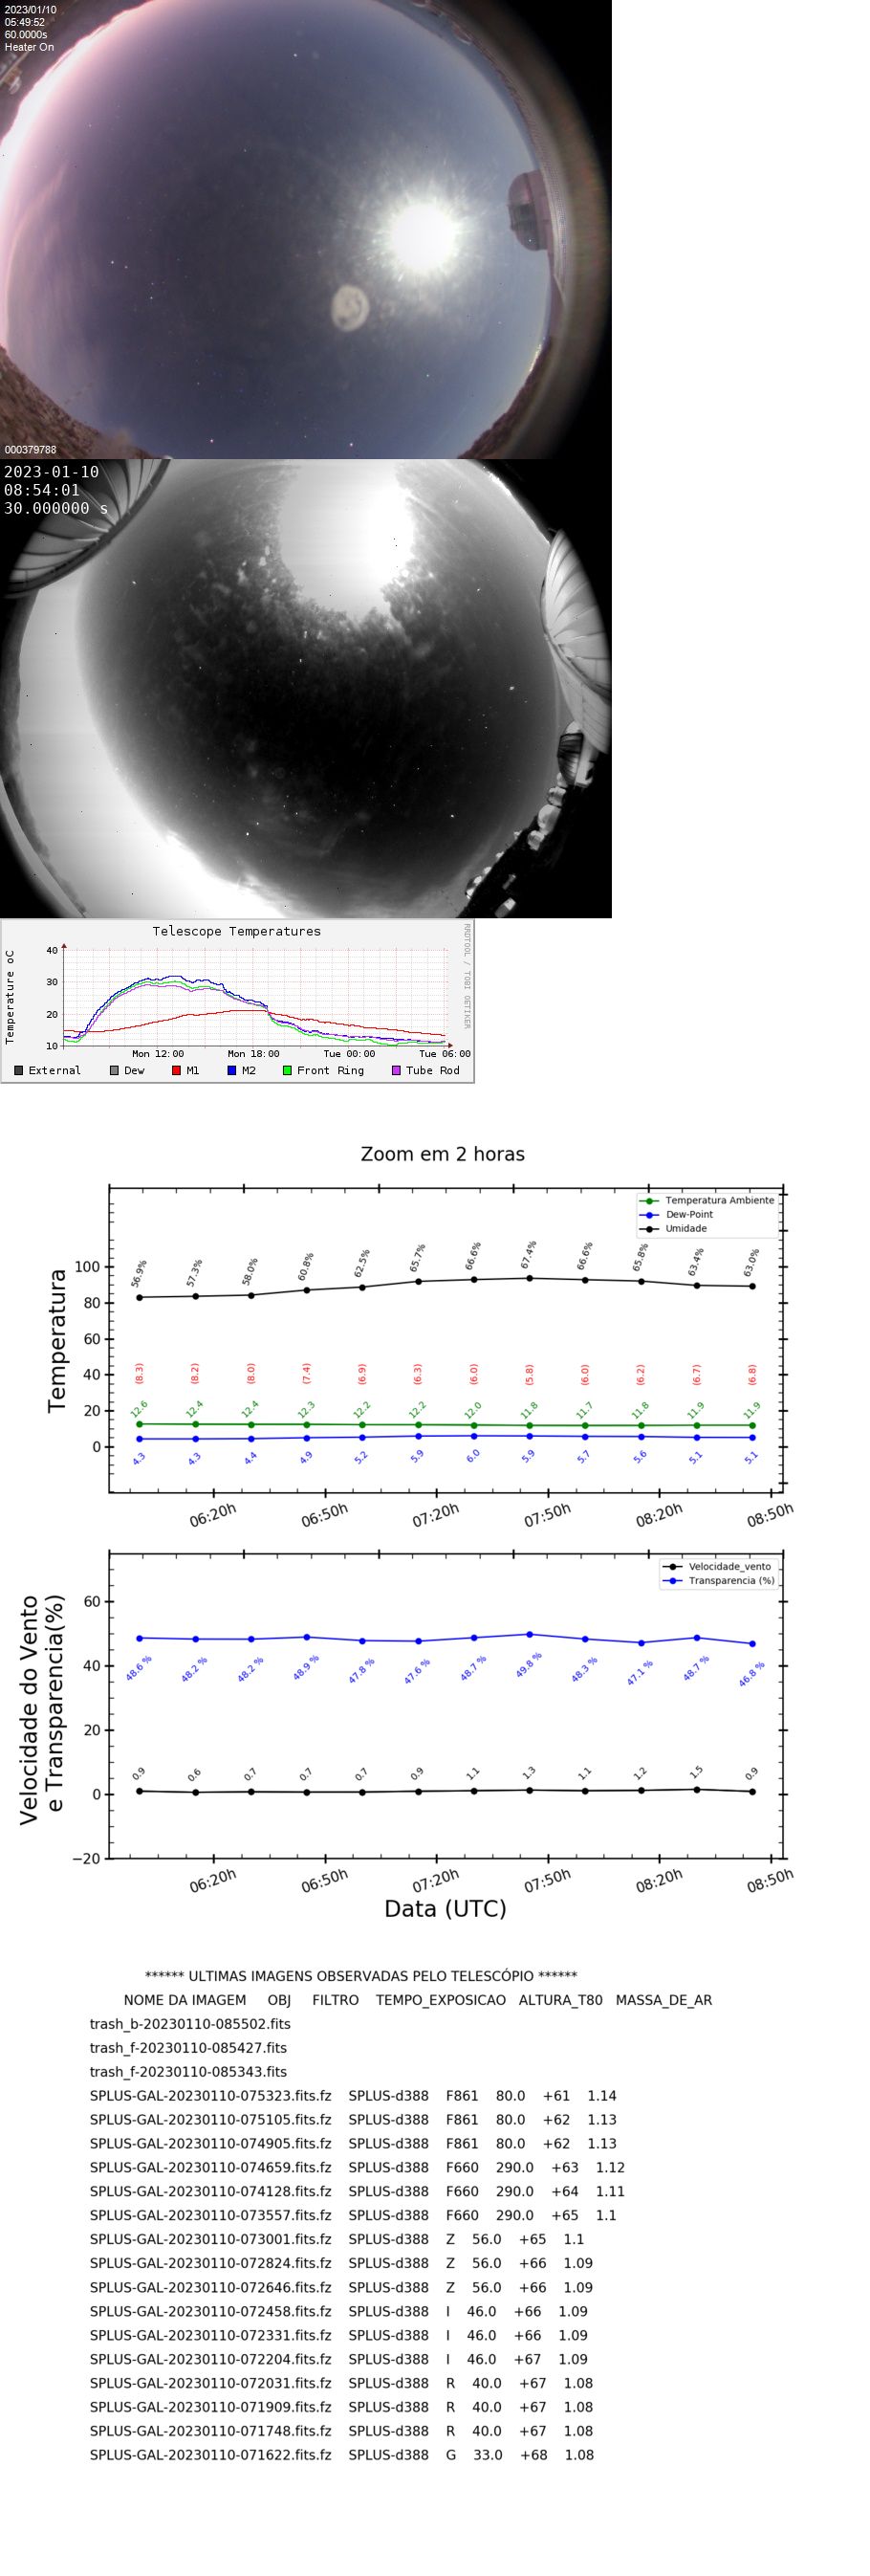 2023/01/10
05:49:52
60.0000s
Heater On
000379788
2023-01-10
08:54:01
30.000000 s
Telescope Temperatures
RRDTOOL / TOBI OETIKER
Temperature oC
40
30
20
10
Mon 12:00 Mon 18:00 Tue 00:00 Tue 06:00
External Dew M1 M2 Front Ring Tube Rod
Zoom em 2 horas
Temperatura Ambiente
Dew-Point
Umidade
Temperatura
100
80
60
40
20
0
56.9% 57.3% 58.0% 60.8% 62.5% 65.7% 66.6% 67.4% 66.6% 65.8% 63.4% 63.0%
(8.3) (8.2) (8.0) (7.4) (6.9) (6.3) (6.0) (5.8) (6.0) (6.2) (6.7) (6.8)
12.6 12.4 12.4 12.3 12.2 12.2 12.0 11.8 11.7 11.8 11.9 11.9
4.3 4.3 4.4 4.9 5.2 5.9 6.0 5.9 5.7 5.6 5.1 5.1
06:20h 06:50h 07:20h 07:50h 08:20h 08:50h
Velocidade_vento
Transparencia (%)
Velocidade do Vento
e Transparencia(%)
60
40
20
0
−20
48.6 % 48.2 % 48.2 % 48.9 % 47.8 % 47.6 % 48.7 % 49.8 % 48.3 % 47.1 % 48.7 % 46.8 %
0.9 0.6 0.7 0.7 0.7 0.9 1.1 1.3 1.1 1.2 1.5 0.9
06:20h 06:50h 07:20h 07:50h 08:20h 08:50h
Data (UTC)
****** ULTIMAS IMAGENS OBSERVADAS PELO TELESCÓPIO ******
NOME DA IMAGEM OBJ FILTRO TEMPO_EXPOSICAO ALTURA_T80 MASSA_DE_AR
trash_b-20230110-085502.fits
trash_f-20230110-085427.fits
trash_f-20230110-085343.fits
SPLUS-GAL-20230110-075323.fits.fz SPLUS-d388 F861 80.0 +61 1.14
SPLUS-GAL-20230110-075105.fits.fz SPLUS-d388 F861 80.0 +62 1.13
SPLUS-GAL-20230110-074905.fits.fz SPLUS-d388 F861 80.0 +62 1.13
SPLUS-GAL-20230110-074659.fits.fz SPLUS-d388 F660 290.0 +63 1.12
SPLUS-GAL-20230110-074128.fits.fz SPLUS-d388 F660 290.0 +64 1.11
SPLUS-GAL-20230110-073557.fits.fz SPLUS-d388 F660 290.0 +65 1.1
SPLUS-GAL-20230110-073001.fits.fz SPLUS-d388 Z 56.0 +65 1.1
SPLUS-GAL-20230110-072824.fits.fz SPLUS-d388 Z 56.0 +66 1.09
SPLUS-GAL-20230110-072646.fits.fz SPLUS-d388 Z 56.0 +66 1.09
SPLUS-GAL-20230110-072458.fits.fz SPLUS-d388 I 46.0 +66 1.09
SPLUS-GAL-20230110-072331.fits.fz SPLUS-d388 I 46.0 +66 1.09
SPLUS-GAL-20230110-072204.fits.fz SPLUS-d388 I 46.0 +67 1.09
SPLUS-GAL-20230110-072031.fits.fz SPLUS-d388 R 40.0 +67 1.08
SPLUS-GAL-20230110-071909.fits.fz SPLUS-d388 R 40.0 +67 1.08
SPLUS-GAL-20230110-071748.fits.fz SPLUS-d388 R 40.0 +67 1.08
SPLUS-GAL-20230110-071622.fits.fz SPLUS-d388 G 33.0 +68 1.08